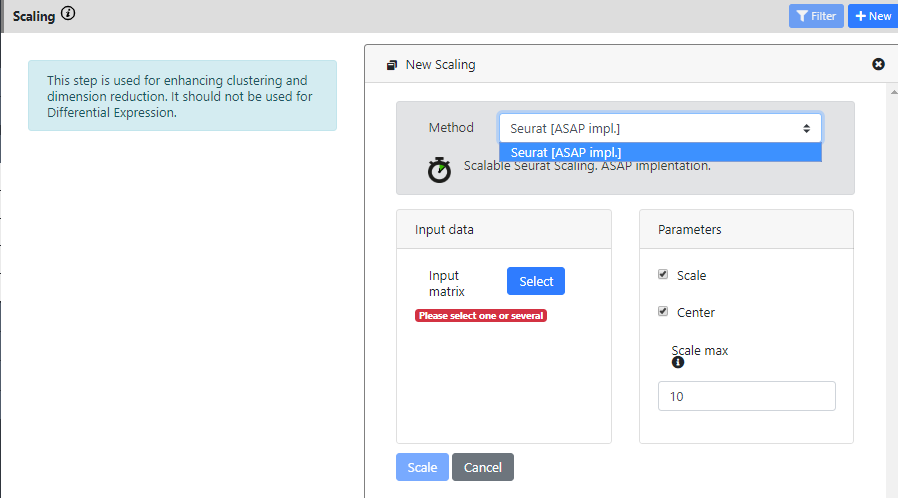 Scaling
Filter
New
This step is used for enhancing clustering and
dimension reduction. It should not be used for
Differential Expression.
New Scaling
Method
Seurat [ASAP impl.]
Seurat [ASAP impl.]
Scalable Seurat Scaling. ASAP implentation.
Input data
Input
matrix
Select
Please select one or several
Parameters
Scale
Center
Scale max
10
Scale
Cancel